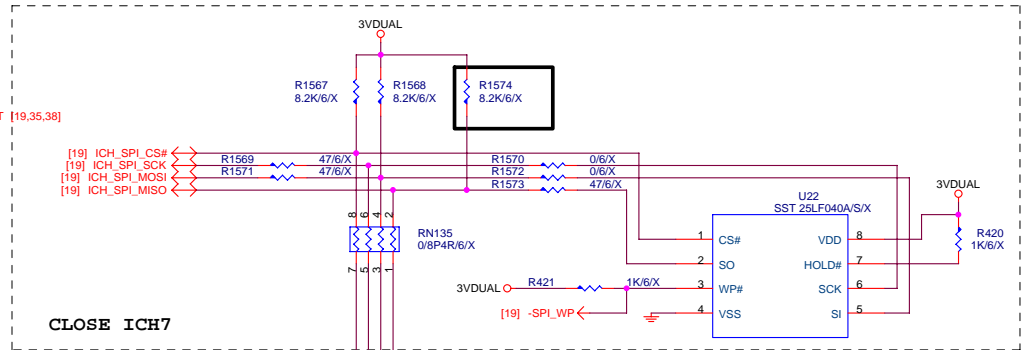 3VDUAL
R1567
8.2K/6/X
R1568
8.2K/6/X
R1574
8.2K/6/X
T [19,35,38]
[19] ICH_SPI_CS#
[19] ICH_SPI_SCK
[19] ICH_SPI_MOSI
[19] ICH_SPI_MISO
R1569 47/6/X
R1571 47/6/X
R1570 0/6/X
R1572 0/6/X
R1573 47/6/X
8 6 4 2
RN135
0/8P4R/6/X
7 5 3 1
U22
SST 25LF040A/S/X
1 CS# VDD 8
2 SO HOLD# 7
3 WP# SCK 6
4 VSS SI 5
3VDUAL
R420
1K/6/X
3VDUAL R421 1K/6/X
[19] -SPI_WP
CLOSE ICH7